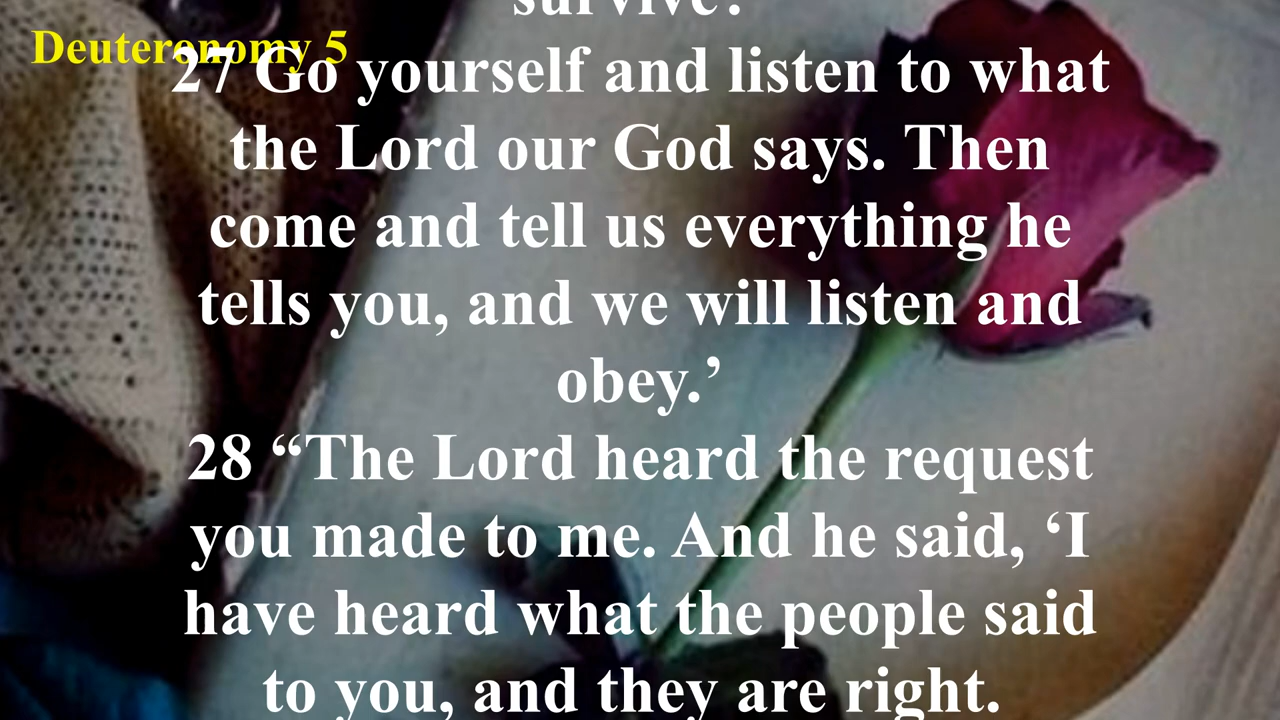 survive?
Deuteronomy 5
27 Go yourself and listen to what
the Lord our God says. Then
come and tell us everything he
tells you, and we will listen and
obey.’
28 “The Lord heard the request
you made to me. And he said, ‘I
have heard what the people said
to you, and they are right.